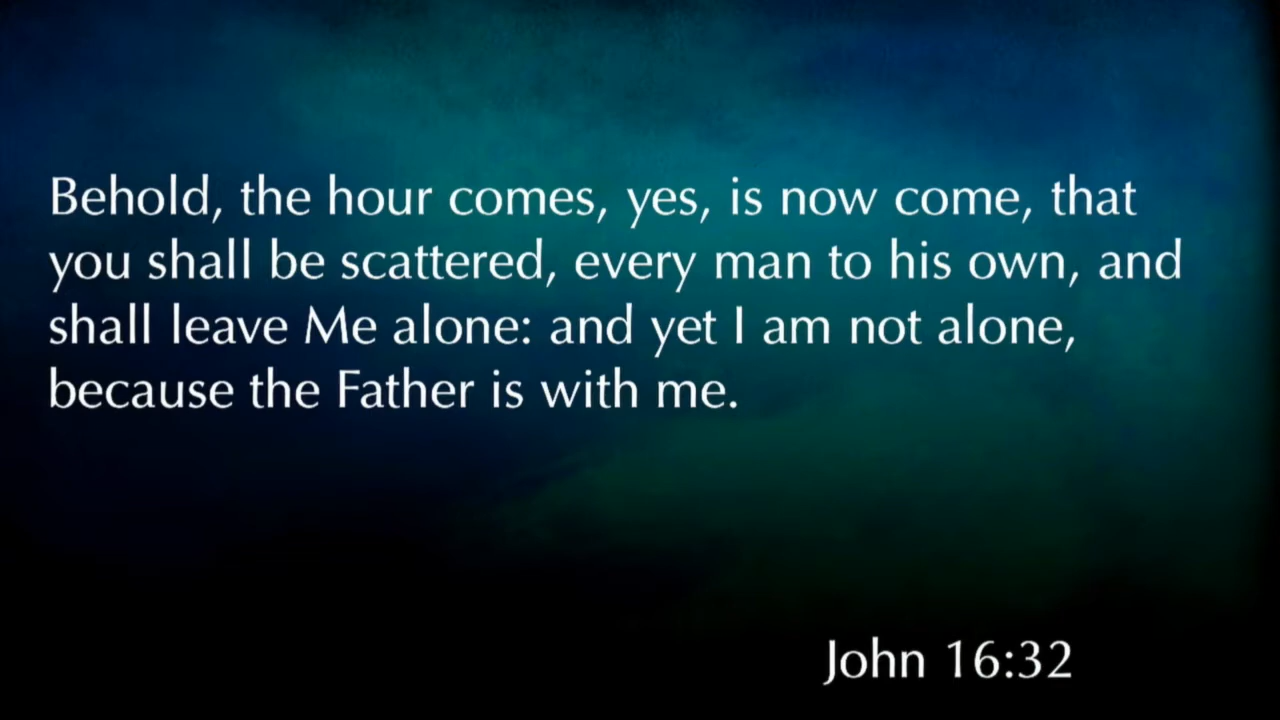 Behold, the hour comes, yes, is now come, that
you shall be scattered, every man to his own, and
shall leave Me alone: and yet I am not alone,
because the Father is with me.
John 16:32